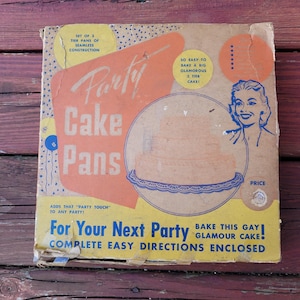 SET OF 3
TIN PANS OF
SEAMLESS
CONSTRUCTION
SO EASY TO
BAKE A BIG
GLAMOROUS
3 TIER
CAKE!
Party
Cake
Pans
PRICE
ADDS THAT "PARTY TOUCH"
TO ANY PARTY!
For Your Next Party
BAKE THIS GAY
GLAMOUR CAKE!
COMPLETE EASY DIRECTIONS ENCLOSED